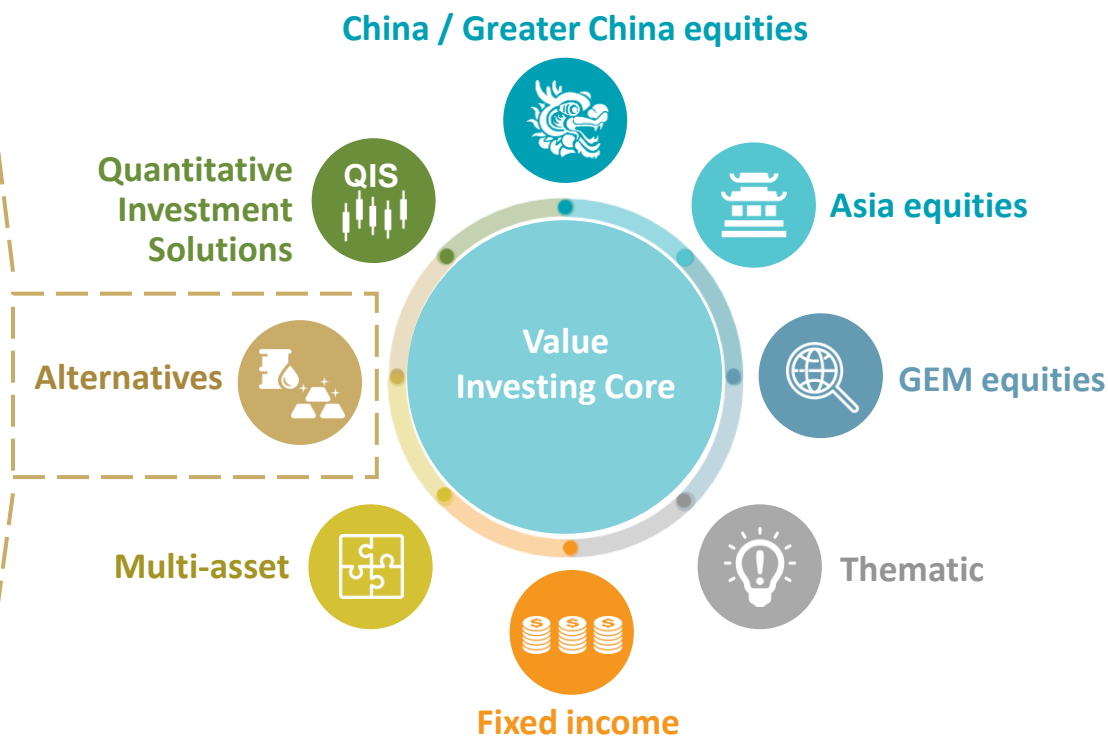 China / Greater China equities
Quantitative
Investment
Solutions
QIS
Asia equities
Alternatives
Value
Investing Core
GEM equities
Multi-asset
Thematic
$ $ $
Fixed income